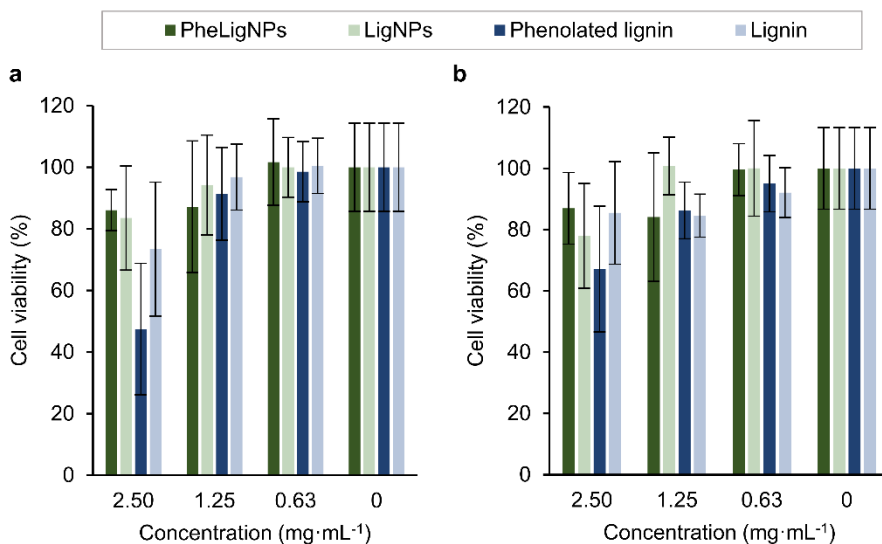 PheLigNPs LigNPs Phenolated lignin Lignin
a
Cell viability (%)
120
100
80
60
40
20
0
2.50 1.25 0.63 0
Concentration (mg·mL⁻¹)
b
Cell viability (%)
120
100
80
60
40
20
0
2.50 1.25 0.63 0
Concentration (mg·mL⁻¹)